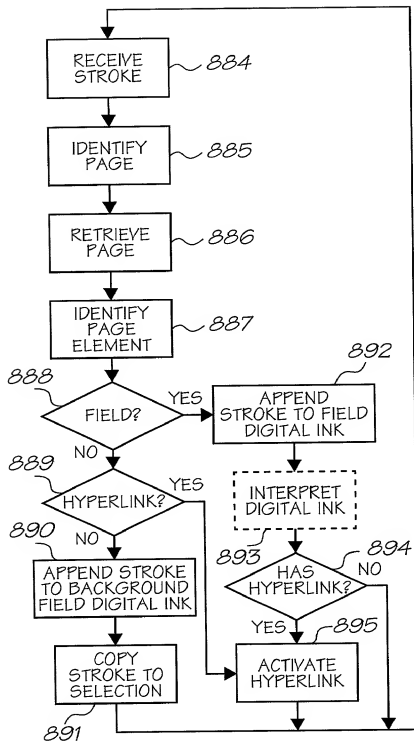 RECEIVE
STROKE
884
IDENTIFY
PAGE
885
RETRIEVE
PAGE
886
IDENTIFY
PAGE
ELEMENT
887
888
FIELD?
YES
NO
892
APPEND
STROKE TO FIELD
DIGITAL INK
889
HYPERLINK?
YES
NO
INTERPRET
DIGITAL INK
893
890
APPEND STROKE
TO BACKGROUND
FIELD DIGITAL INK
894
HAS
HYPERLINK?
NO
YES
895
COPY
STROKE TO
SELECTION
891
ACTIVATE
HYPERLINK